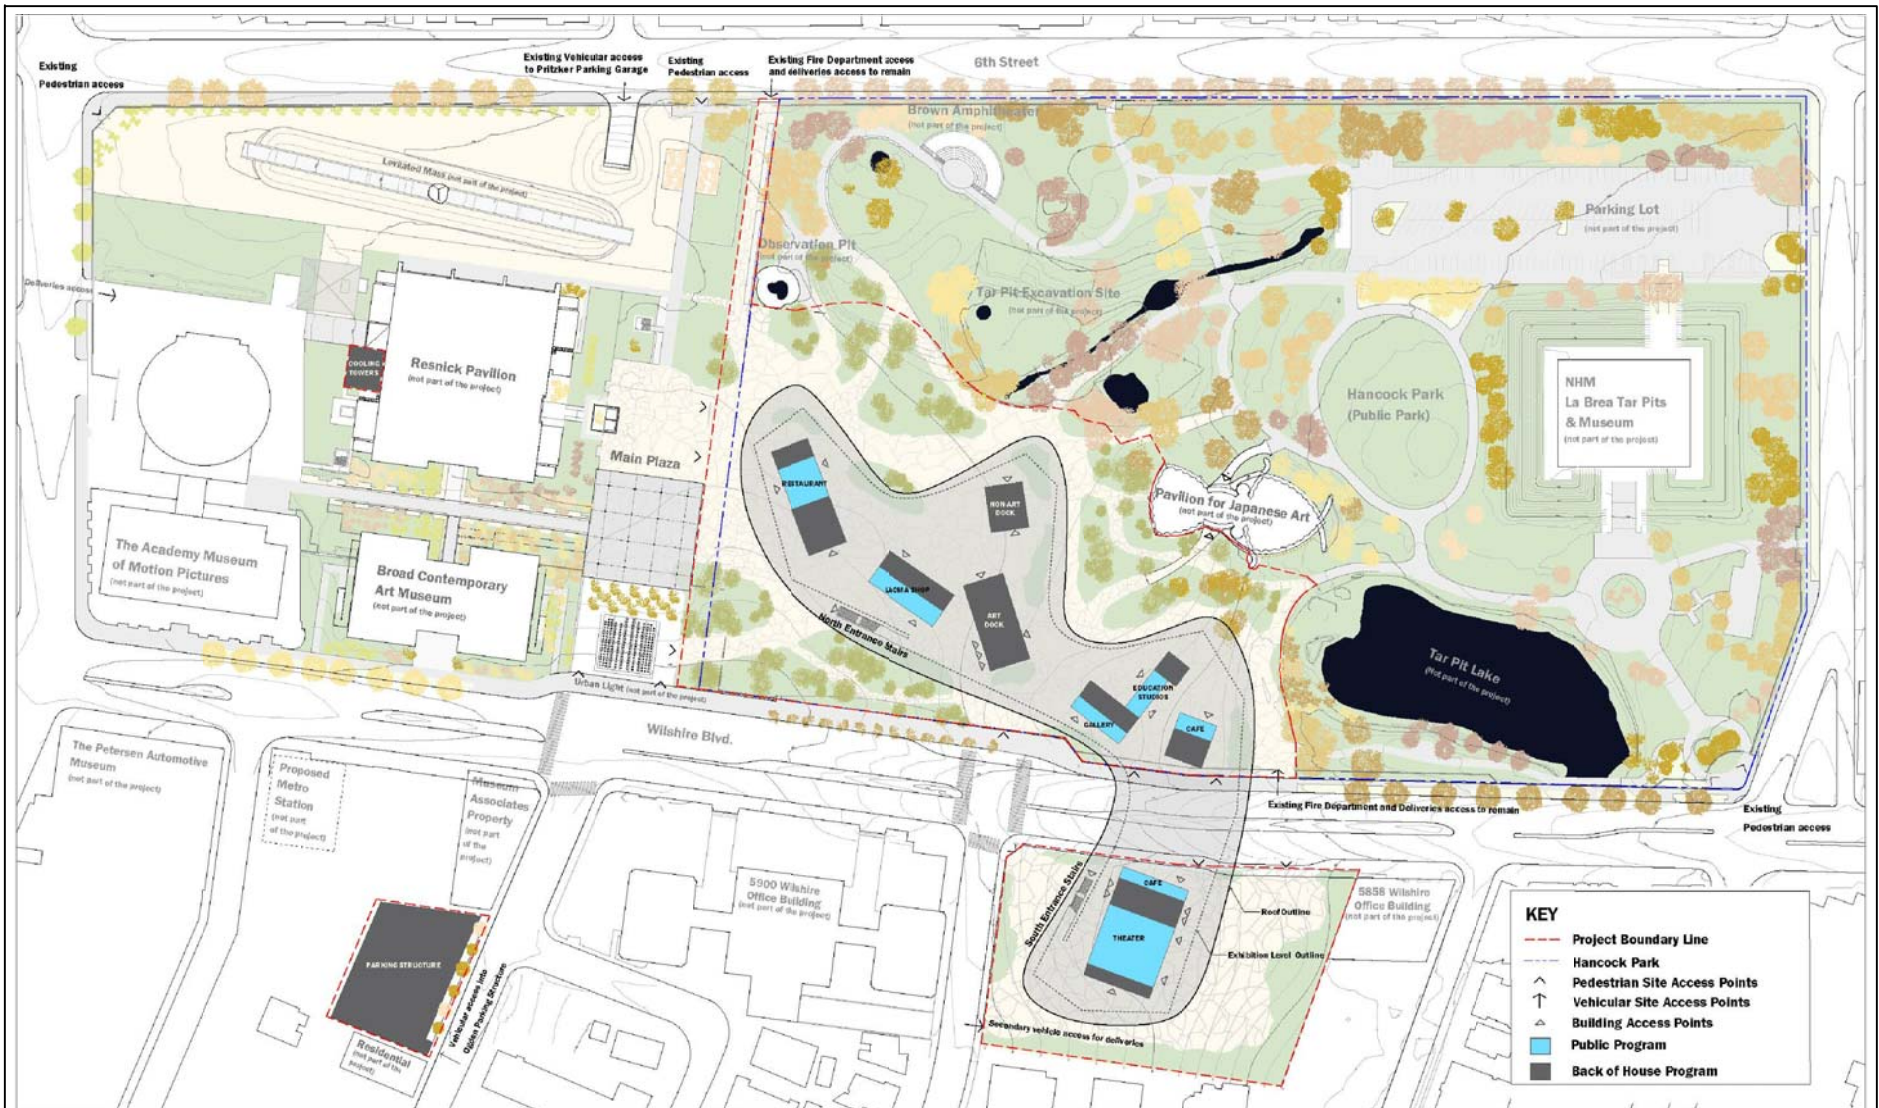 Existing
Pedestrian access
Existing Vehicular access
to Pritzker Parking Garage
Existing
Pedestrian access
Existing Fire Department access
and deliveries access to remain
6th Street
Brown Amphitheater
(not part of the project)
Levitated Mass (not part of the project)
Parking Lot
(not part of the project)
Observation Pit
(not part of the project)
Deliveries access
Tar Pit Excavation Site
(not part of the project)
COOLING
TOWERS
Resnick Pavilion
(not part of the project)
Hancock Park
(Public Park)
NHM
La Brea Tar Pits
& Museum
(not part of the project)
Main Plaza
RESTAURANT
NON-ART
DOCK
Pavilion for Japanese Art
(not part of the project)
The Academy Museum
of Motion Pictures
(not part of the project)
Broad Contemporary
Art Museum
(not part of the project)
LACMA SHOP
ART
DOCK
North Entrance Stairs
Tar Pit Lake
(Not part of the project)
EDUCATION
STUDIOS
GALLERY
CAFE
Urban Light (not part of the project)
Wilshire Blvd.
The Petersen Automotive
Museum
(not part of the project)
Proposed
Metro
Station
(not part
of the project)
Museum
Associates
Property
(not part
of the
project)
Existing Fire Department and Deliveries access to remain
Existing
Pedestrian access
5900 Wilshire
Office Building
(not part of the project)
South Entrance Stairs
CAFE
THEATER
Roof Outline
Exhibition Level Outline
5858 Wilshire
Office Building
(not part of the project)
PARKING STRUCTURE
Vehicular access into
Ogden Parking Structure
Residential
(not part of the
project)
Secondary vehicle access for deliveries
KEY
Project Boundary Line
Hancock Park
Pedestrian Site Access Points
Vehicular Site Access Points
Building Access Points
Public Program
Back of House Program